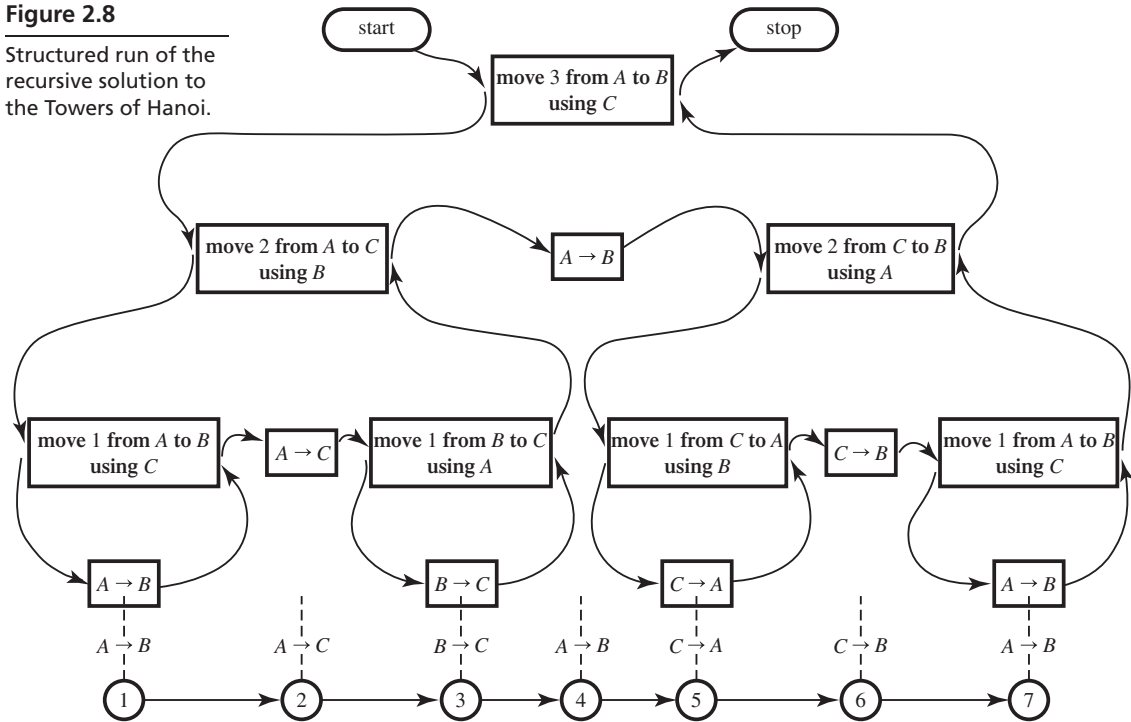 Figure 2.8
Structured run of the
recursive solution to
the Towers of Hanoi.
start
stop
move 3 from A to B
using C
move 2 from A to C
using B
A → B
move 2 from C to B
using A
move 1 from A to B
using C
A → C
move 1 from B to C
using A
move 1 from C to A
using B
C → B
move 1 from A to B
using C
A → B
B → C
C → A
A → B
A → B
A → C
B → C
A → B
C → A
C → B
A → B
1
2
3
4
5
6
7